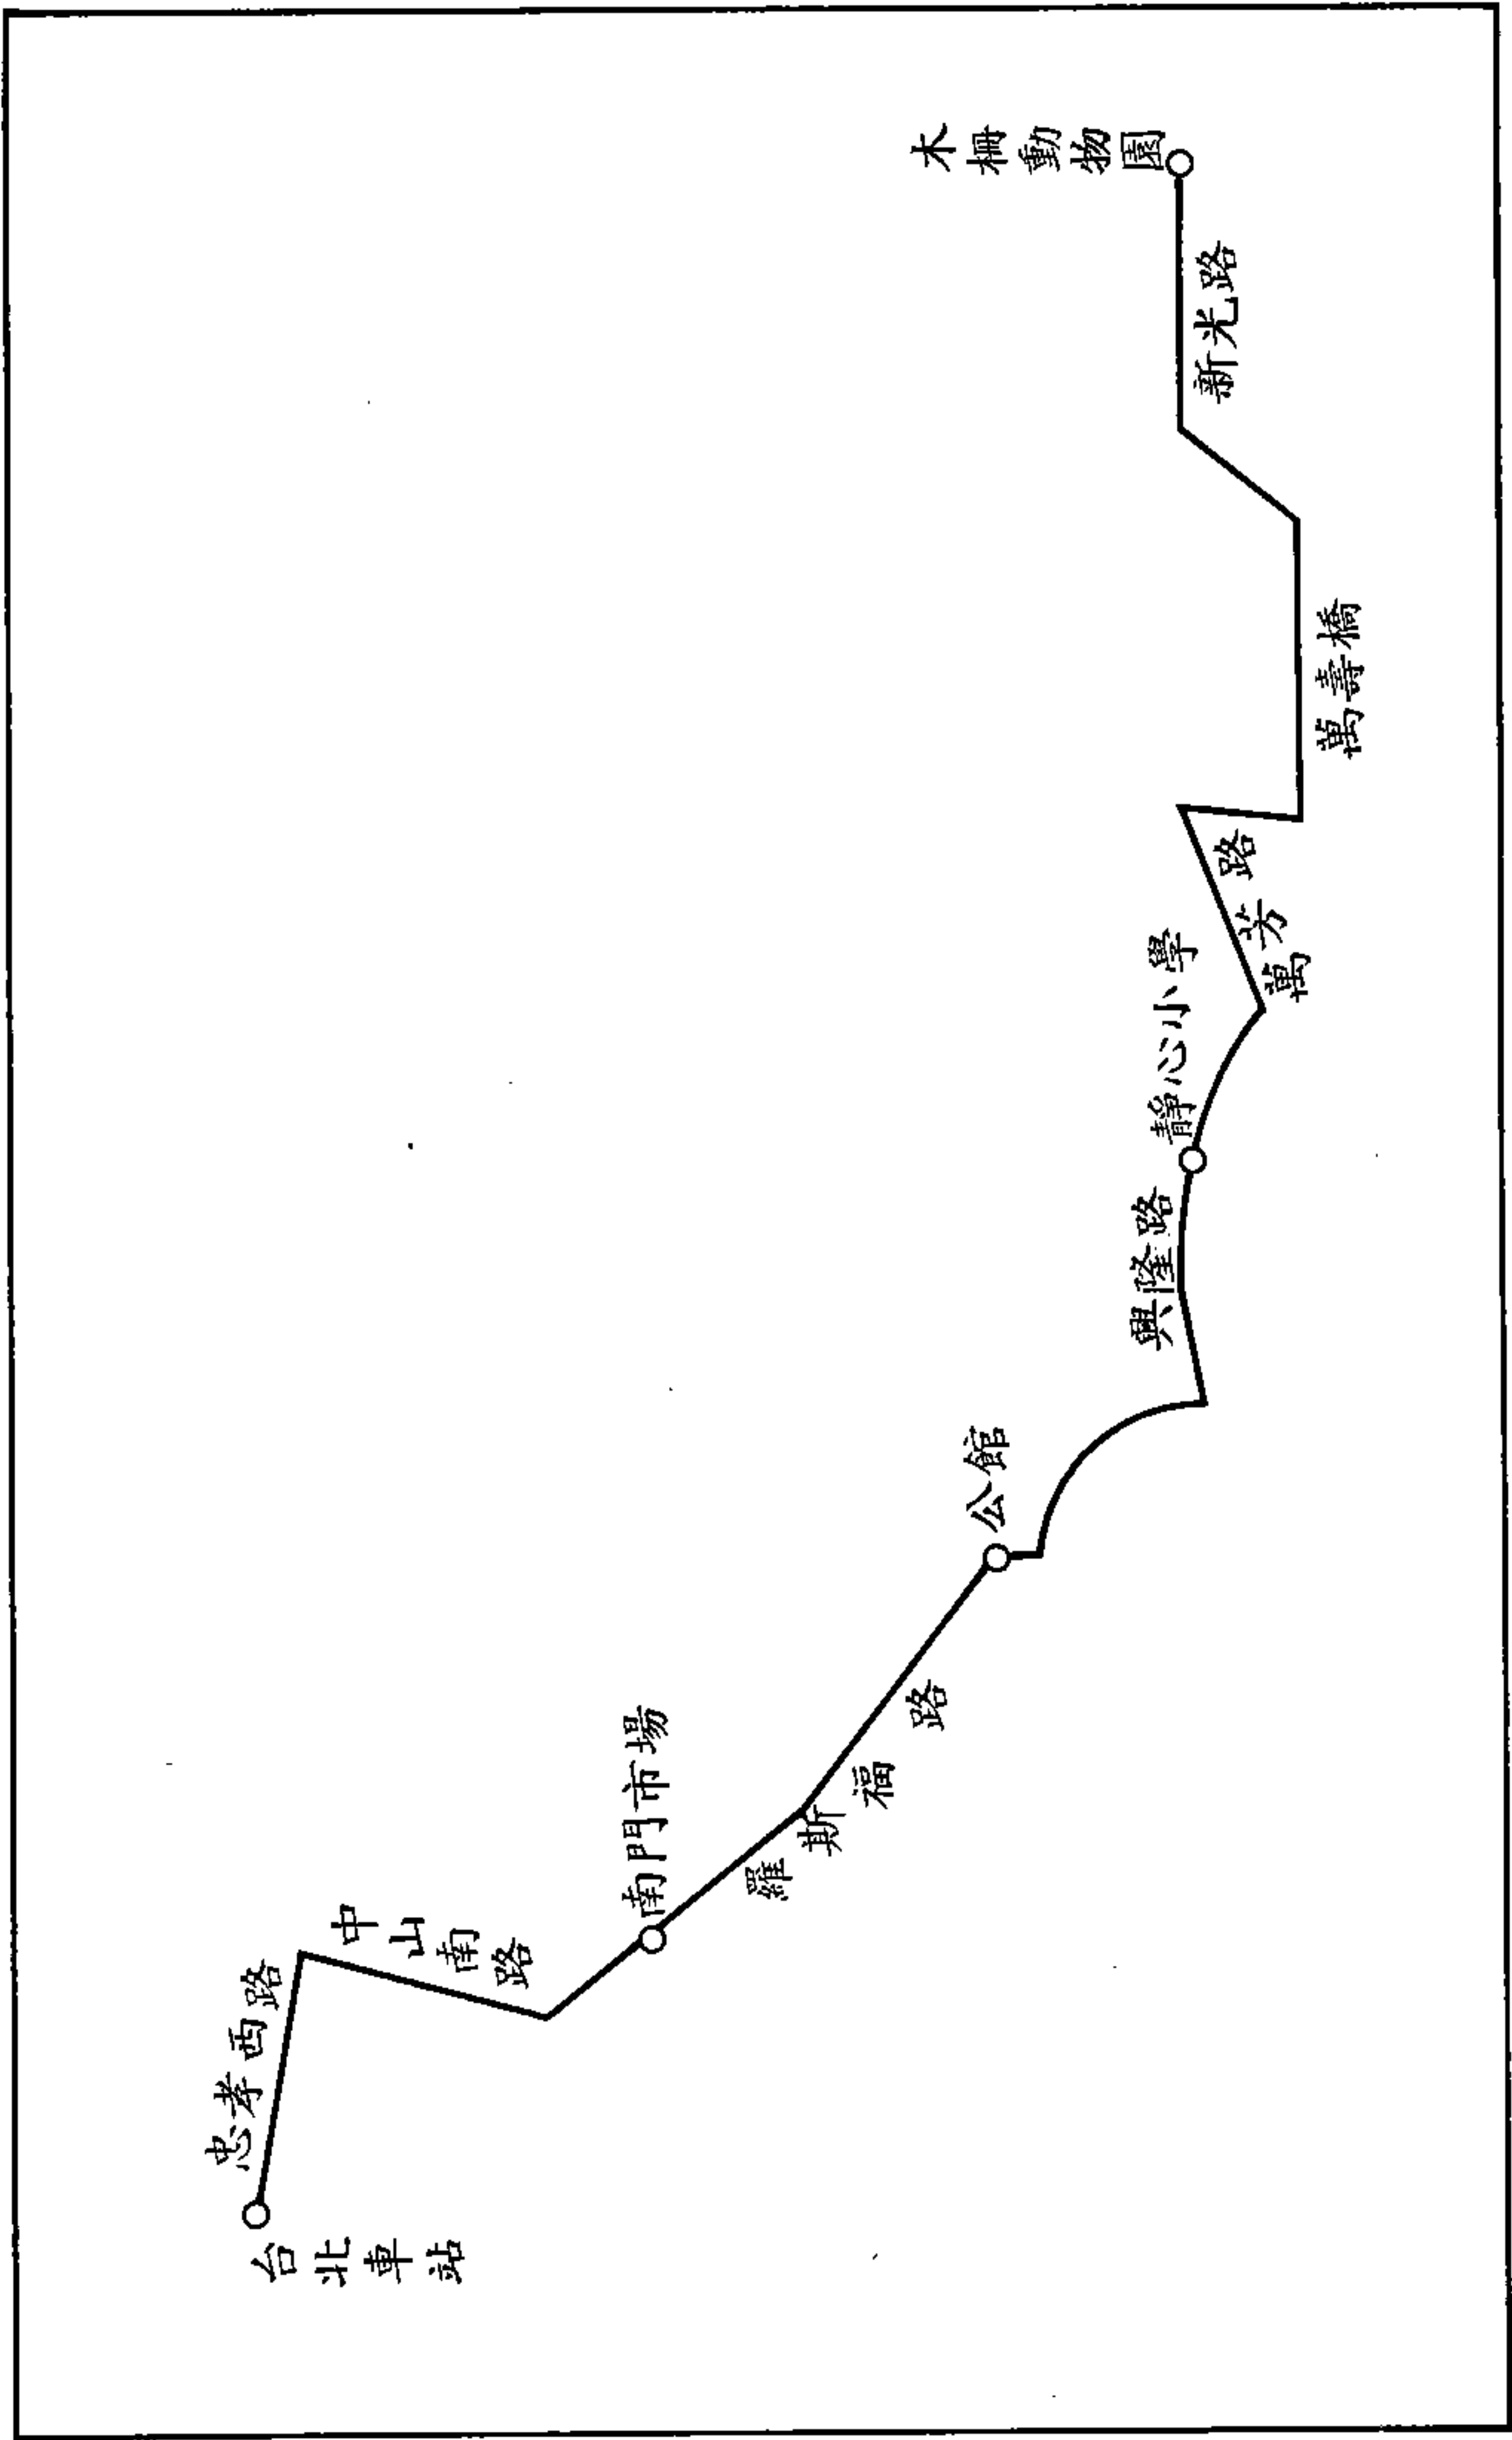 台北車站
忠孝西路
中山南路
南門市場
羅斯福路
公館
興隆路
靜心小學
萬芳路
萬壽橋
新光路
木柵動物園